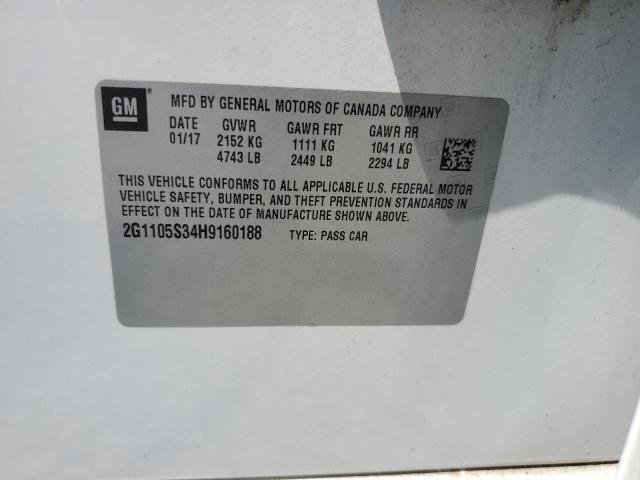 GM
MFD BY GENERAL MOTORS OF CANADA COMPANY
DATE GVWR GAWR FRT GAWR RR
01/17 2152 KG 1111 KG 1041 KG
4743 LB 2449 LB 2294 LB
THIS VEHICLE CONFORMS TO ALL APPLICABLE U.S. FEDERAL MOTOR
VEHICLE SAFETY, BUMPER, AND THEFT PREVENTION STANDARDS IN
EFFECT ON THE DATE OF MANUFACTURE SHOWN ABOVE.
2G1105S34H9160188 TYPE: PASS CAR